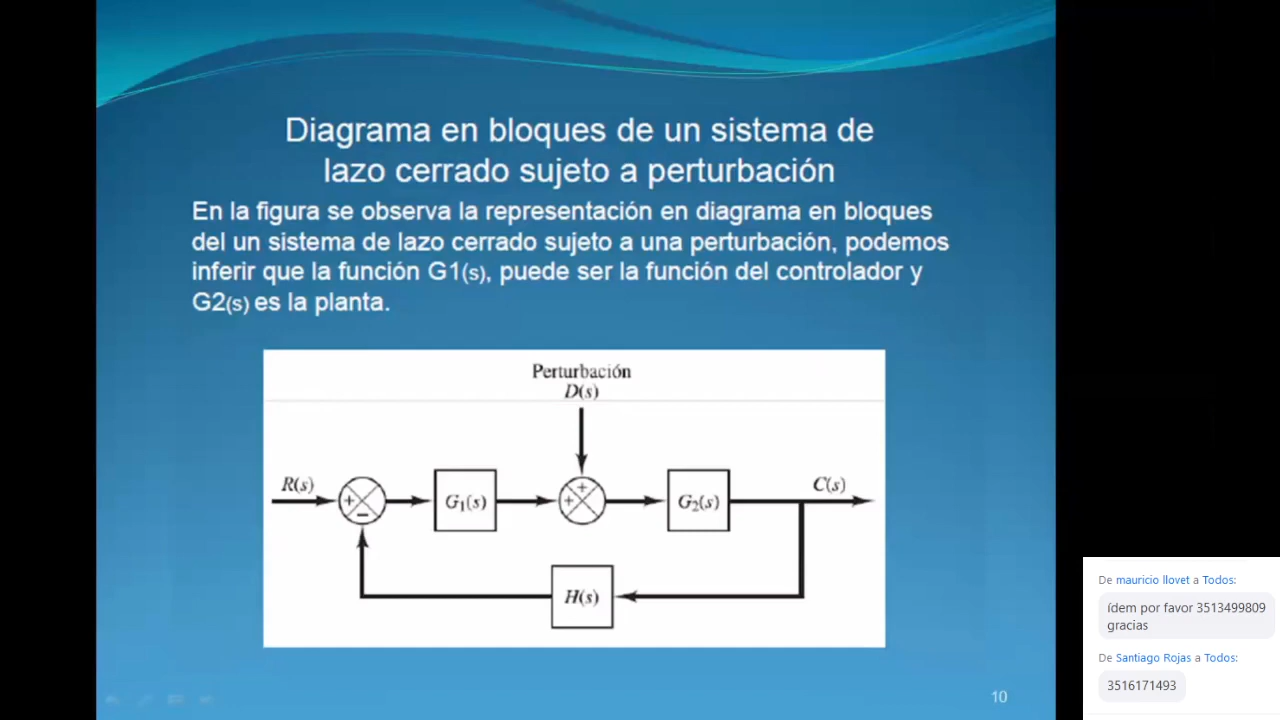 Diagrama en bloques de un sistema de
lazo cerrado sujeto a perturbación
En la figura se observa la representación en diagrama en bloques
del un sistema de lazo cerrado sujeto a una perturbación, podemos
inferir que la función G1(s), puede ser la función del controlador y
G2(s) es la planta.
Perturbación
D(s)
R(s)
+
−
G₁(s)
+
+
G₂(s)
C(s)
H(s)
10
De mauricio llovet a Todos:
ídem por favor 3513499809
gracias
De Santiago Rojas a Todos:
3516171493